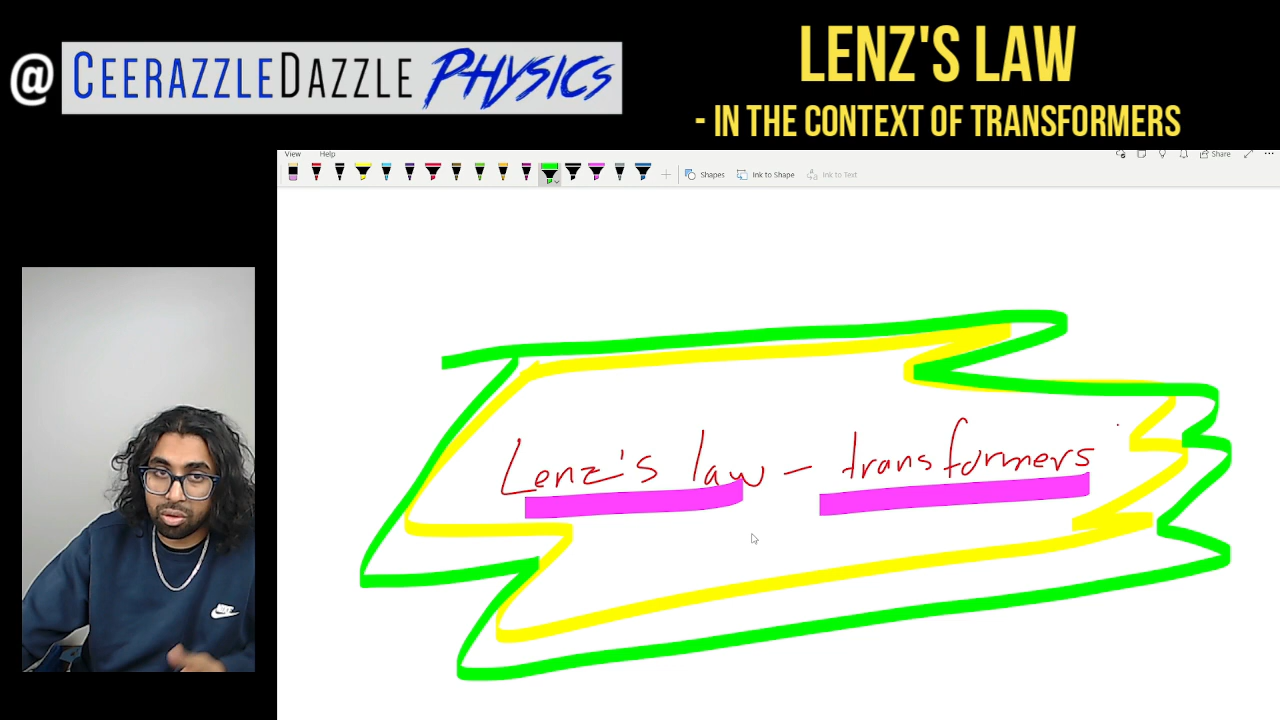 @ CEERAZZLEDAZZLE PHYSICS
LENZ'S LAW
- IN THE CONTEXT OF TRANSFORMERS
View Help
Share
Shapes Ink to Shape Ink to Text
Lenz's law - transformers